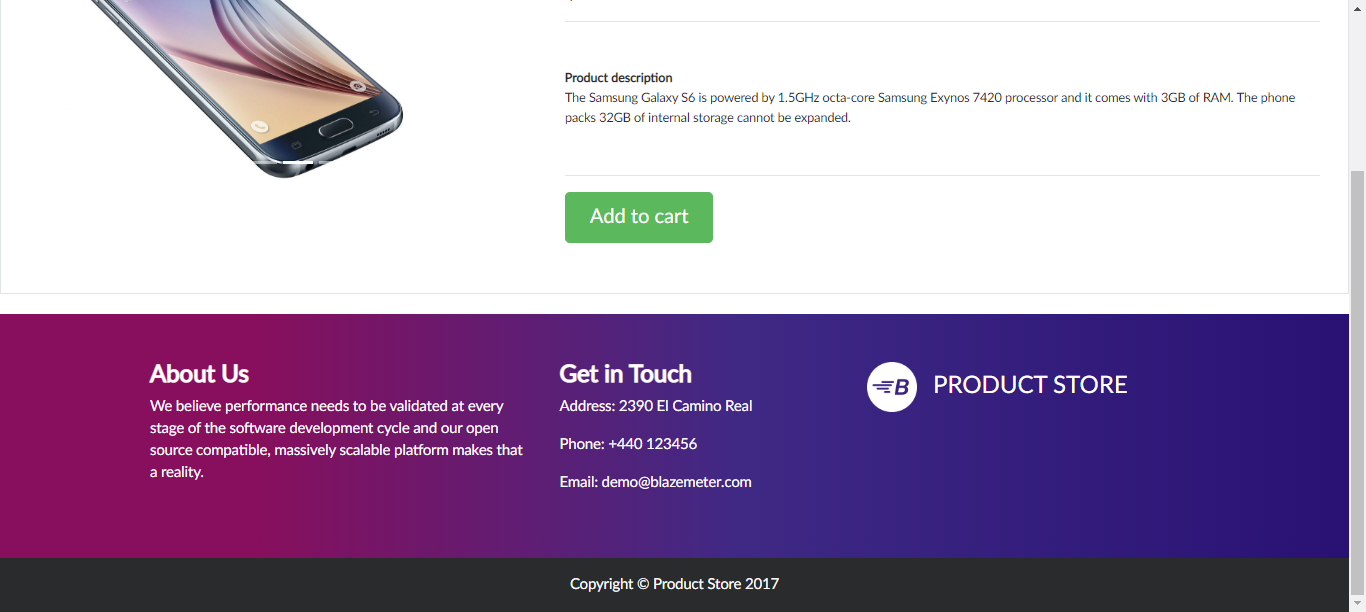 Product description
The Samsung Galaxy S6 is powered by 1.5GHz octa-core Samsung Exynos 7420 processor and it comes with 3GB of RAM. The phone
packs 32GB of internal storage cannot be expanded.
Add to cart
About Us
We believe performance needs to be validated at every
stage of the software development cycle and our open
source compatible, massively scalable platform makes that
a reality.
Get in Touch
Address: 2390 El Camino Real
Phone: +440 123456
Email: demo@blazemeter.com
B
PRODUCT STORE
Copyright © Product Store 2017